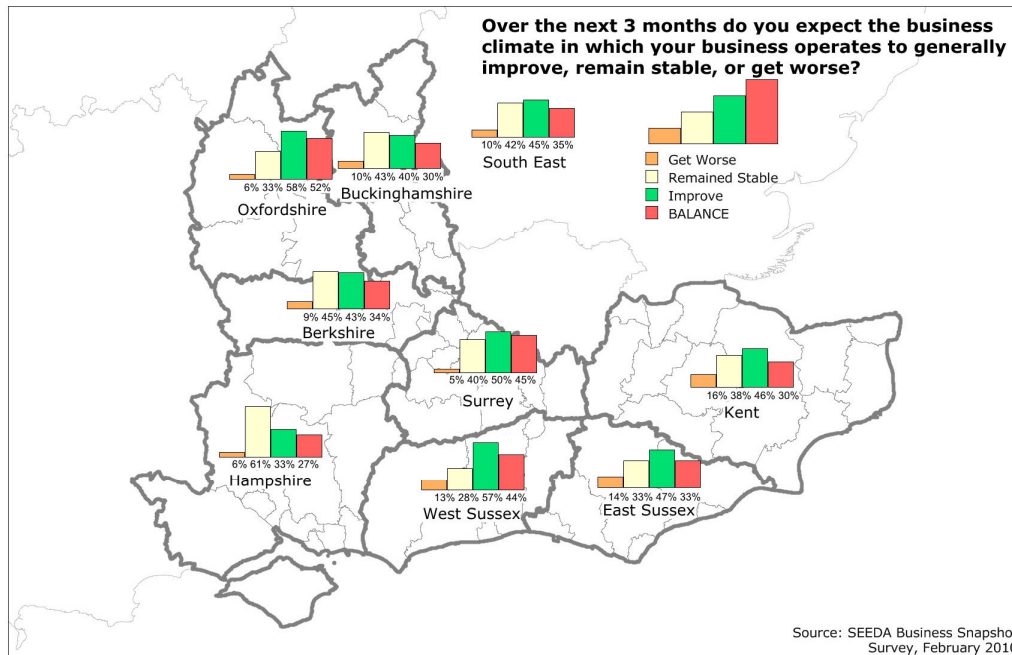 Over the next 3 months do you expect the business
climate in which your business operates to generally
improve, remain stable, or get worse?
10% 42% 45% 35%
South East
Get Worse
Remained Stable
Improve
BALANCE
6% 33% 58% 52%
Oxfordshire
10% 43% 40% 30%
Buckinghamshire
9% 45% 43% 34%
Berkshire
5% 40% 50% 45%
Surrey
16% 38% 46% 30%
Kent
6% 61% 33% 27%
Hampshire
13% 28% 57% 44%
West Sussex
14% 33% 47% 33%
East Sussex
Source: SEEDA Business Snapsho
Survey, February 201